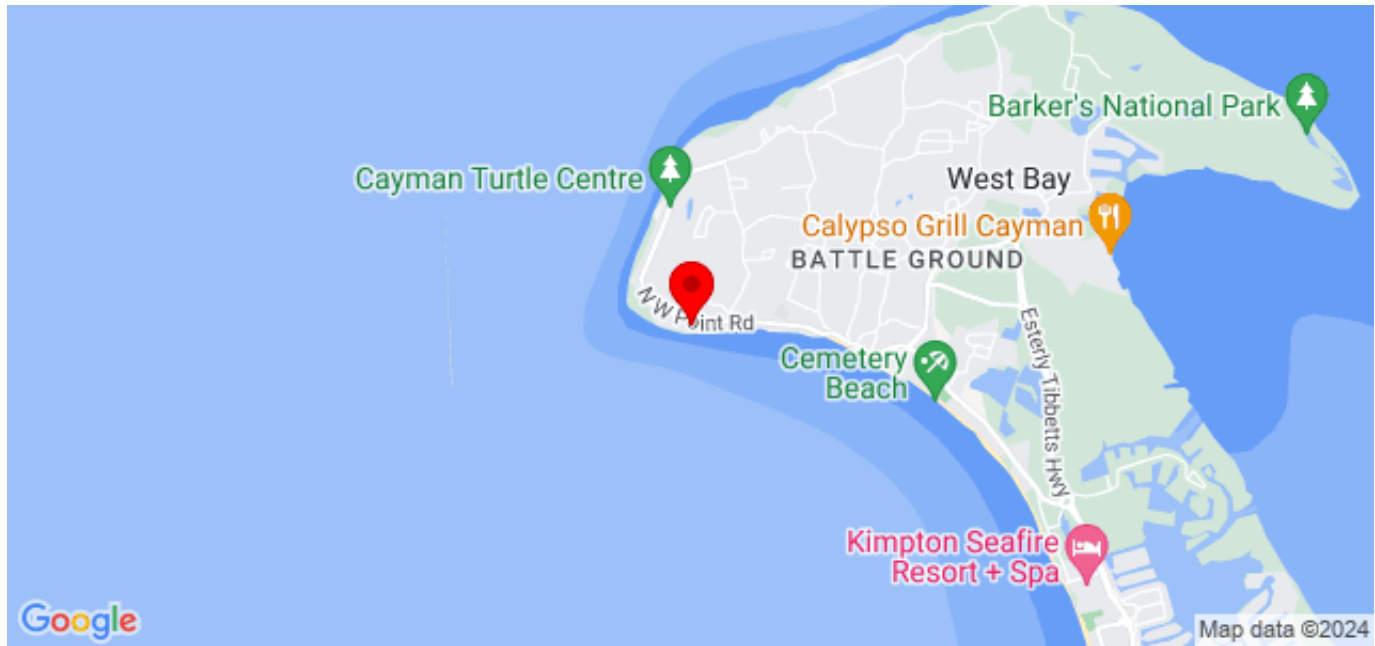 Barker's National Park
Cayman Turtle Centre
West Bay
Calypso Grill Cayman
BATTLE GROUND
N W Point Rd
Esterly Tibbetts Hwy
Cemetery
Beach
Kimpton Seafire
Resort + Spa
Google
Map data ©2024